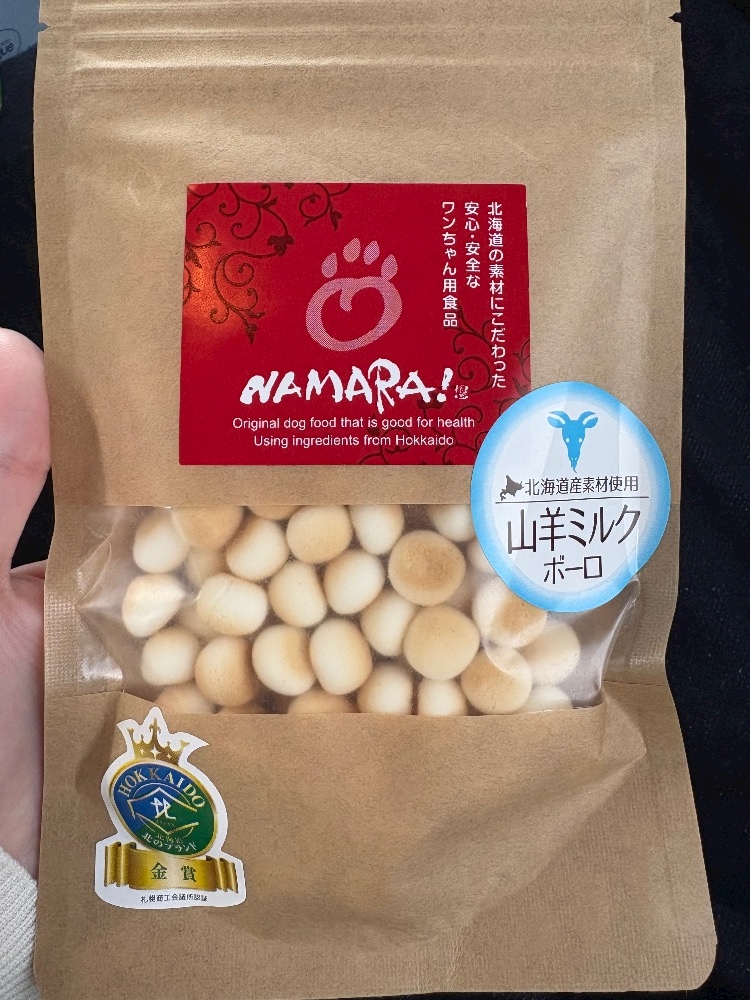 北海道の素材にこだわった
安心・安全な
ワンちゃん用食品
NAMARA!
Original dog food that is good for health
Using ingredients from Hokkaido
北海道産素材使用
山羊ミルク
ボーロ
HOKKAIDO
北のブランド
金賞
札幌商工会議所認証